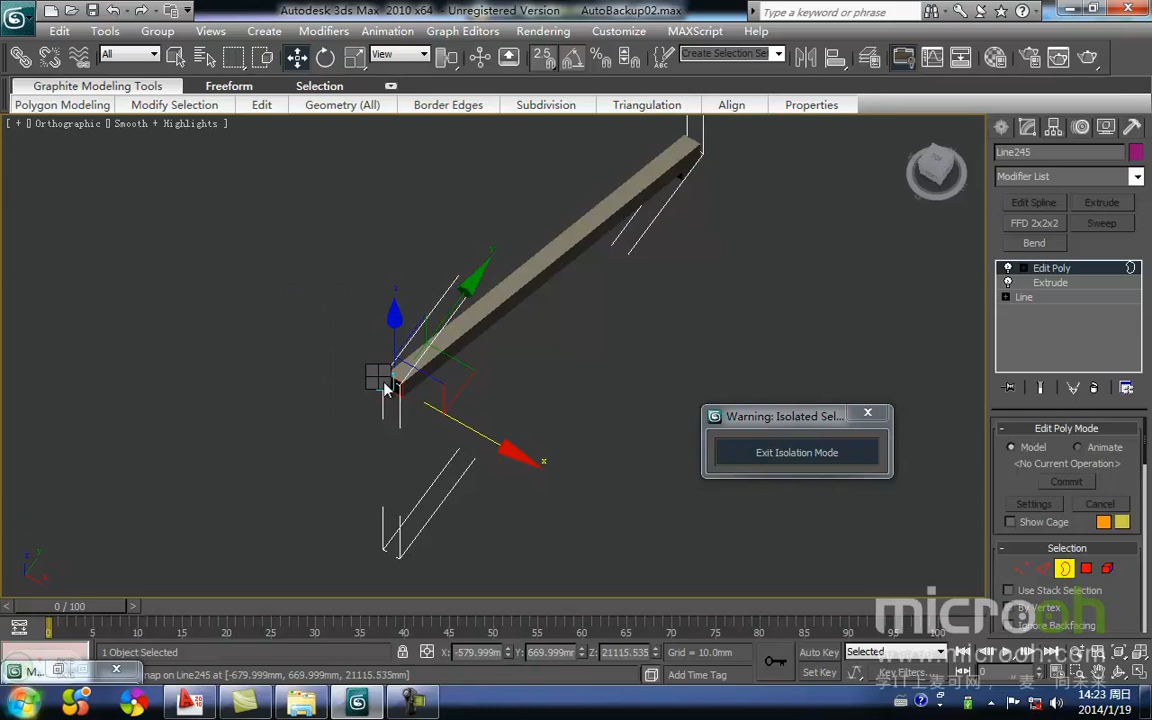 Autodesk 3ds Max 2010 x64 - Unregistered Version AutoBackup02.max
Type a keyword or phrase
Edit Tools Group Views Create Modifiers Animation Graph Editors Rendering Customize MAXScript Help
All View 2.5 Create Selection Se
Graphite Modeling Tools Freeform Selection
Polygon Modeling Modify Selection Edit Geometry (All) Border Edges Subdivision Triangulation Align Properties
[ + ] Orthographic [ ] Smooth + Highlights ]
Line245
Modifier List
Edit Spline Extrude
FFD 2x2x2 Sweep
Bend
Edit Poly
Extrude
Line
z
y
x
Warning: Isolated Sel...
Exit Isolation Mode
- Edit Poly Mode
Model Animate
<No Current Operation>
Commit
Settings Cancel
Show Cage
- Selection
Use Stack Selection
By Vertex
Ignore Backfacing
microoh
www.microoh.com
< 0 / 100 >
0 5 10 15 20 25 30 35 40 45 50 55 60 65 70 75 80 85 90 95 100
1 Object Selected X: -579.999m Y: 669.999mm Z: 21115.535 Grid = 10.0mm Auto Key Selected
M... nap on Line245 at [-679.999mm, 669.999mm, 21115.535mm] Add Time Tag Set Key Key Filters... 0
14:23 周日
2014/1/19